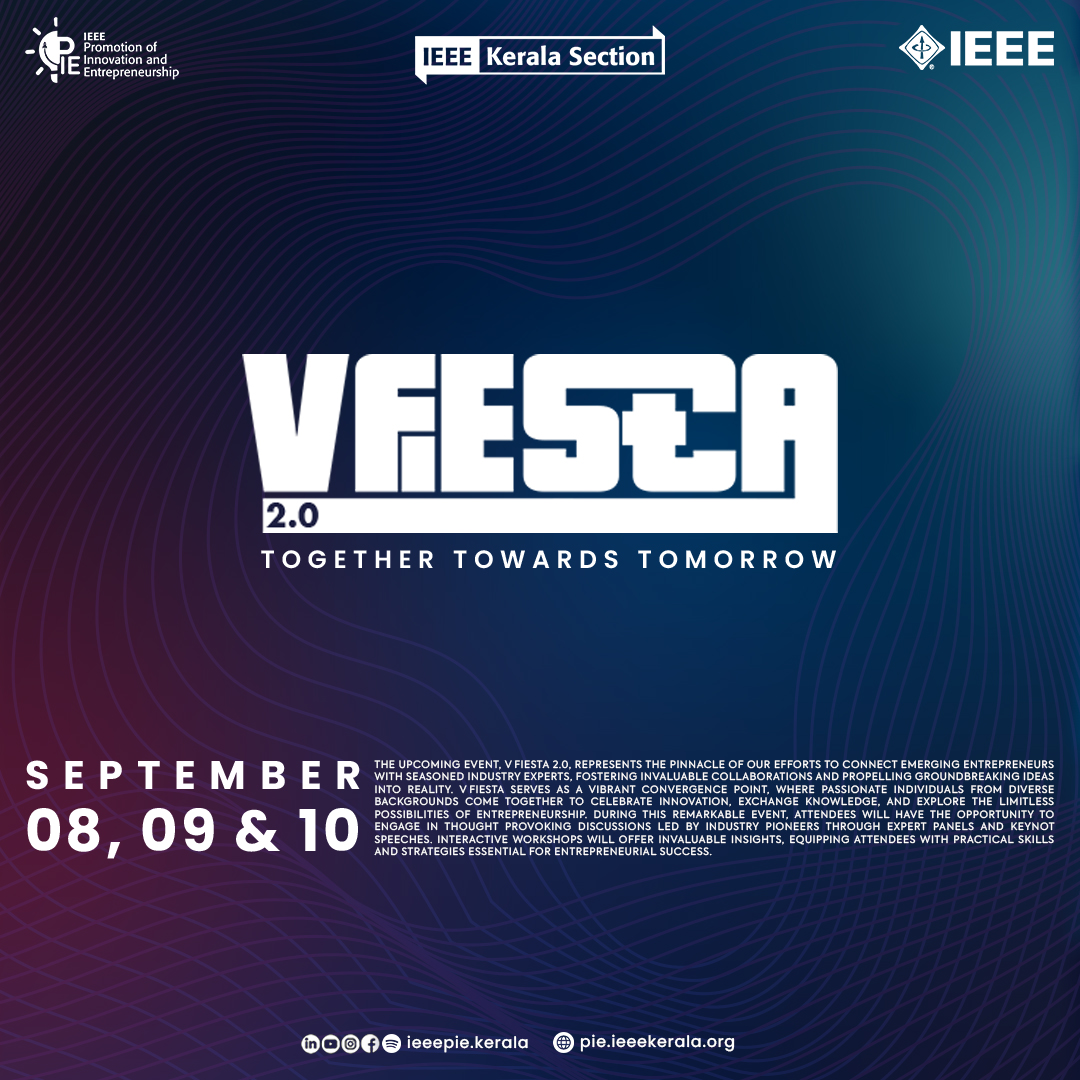 IEEE
Promotion of
Innovation and
Entrepreneurship
PIE
IEEE Kerala Section
IEEE
V FiESTA
2.0
TOGETHER TOWARDS TOMORROW
SEPTEMBER
08, 09 & 10
THE UPCOMING EVENT, V FIESTA 2.0, REPRESENTS THE PINNACLE OF OUR EFFORTS TO CONNECT EMERGING ENTREPRENEURS
WITH SEASONED INDUSTRY EXPERTS, FOSTERING INVALUABLE COLLABORATIONS AND PROPELLING GROUNDBREAKING IDEAS
INTO REALITY. V FIESTA SERVES AS A VIBRANT CONVERGENCE POINT, WHERE PASSIONATE INDIVIDUALS FROM DIVERSE
BACKGROUNDS COME TOGETHER TO CELEBRATE INNOVATION, EXCHANGE KNOWLEDGE, AND EXPLORE THE LIMITLESS
POSSIBILITIES OF ENTREPRENEURSHIP. DURING THIS REMARKABLE EVENT, ATTENDEES WILL HAVE THE OPPORTUNITY TO
ENGAGE IN THOUGHT PROVOKING DISCUSSIONS LED BY INDUSTRY PIONEERS THROUGH EXPERT PANELS AND KEYNOT
SPEECHES. INTERACTIVE WORKSHOPS WILL OFFER INVALUABLE INSIGHTS, EQUIPPING ATTENDEES WITH PRACTICAL SKILLS
AND STRATEGIES ESSENTIAL FOR ENTREPRENEURIAL SUCCESS.
ieeepie.kerala
pie.ieeekerala.org